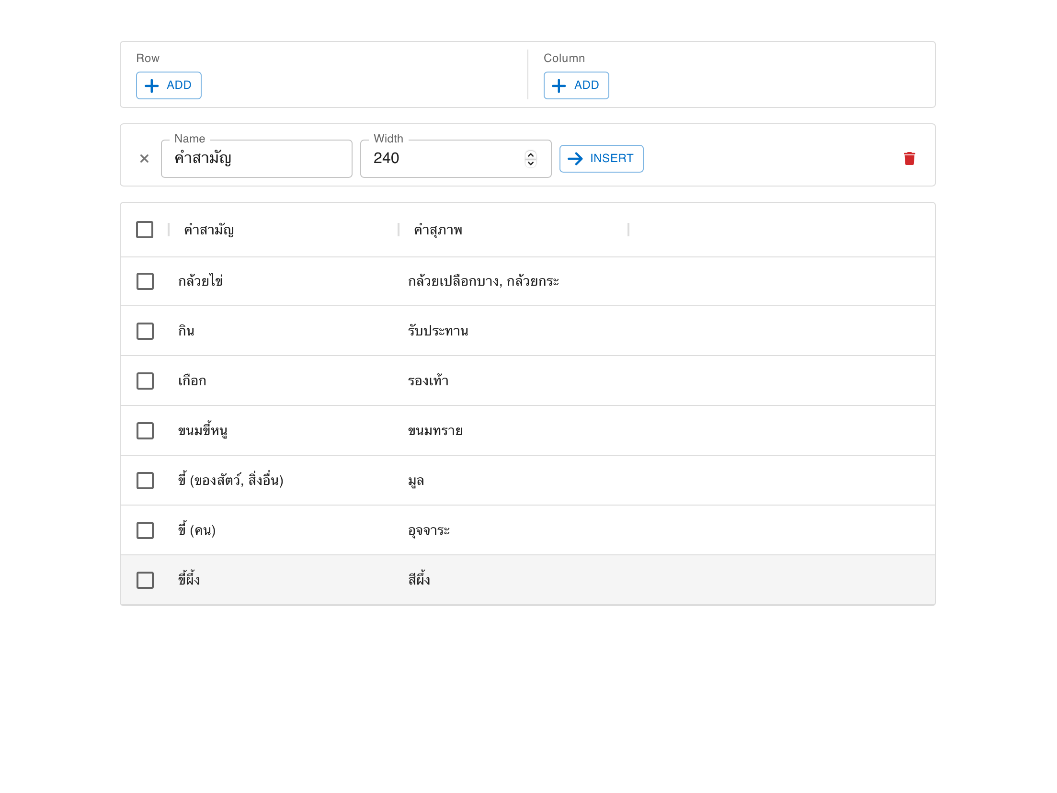 Row
Column
ADD
ADD
Name
คำสามัญ
Width
240
INSERT
คำสามัญ
คำสุภาพ
กล้วยไข่
กล้วยเปลือกบาง, กล้วยกระ
กิน
รับประทาน
เกือก
รองเท้า
ขนมขี้หนู
ขนมทราย
ขี้ (ของสัตว์, สิ่งอื่น)
มูล
ขี้ (คน)
อุจจาระ
ขี้ผึ้ง
สีผึ้ง